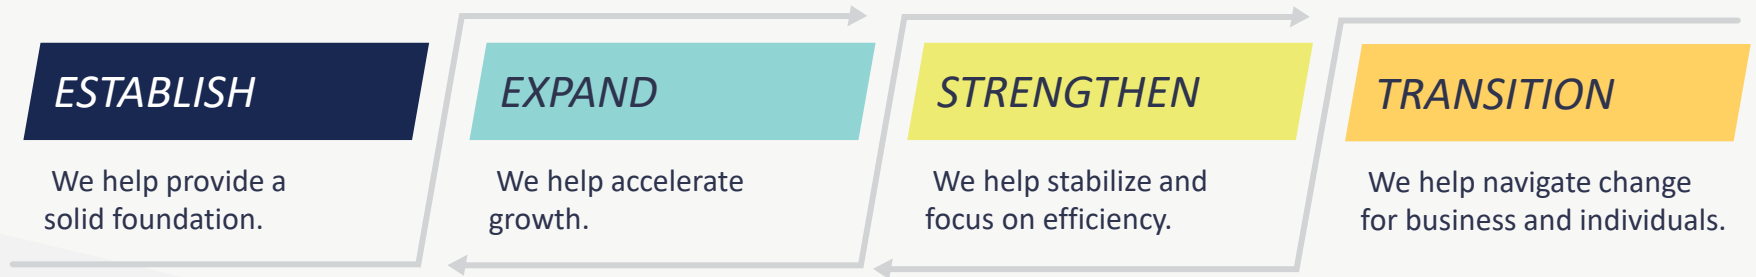 ESTABLISH
We help provide a
solid foundation.
EXPAND
We help accelerate
growth.
STRENGTHEN
We help stabilize and
focus on efficiency.
TRANSITION
We help navigate change
for business and individuals.